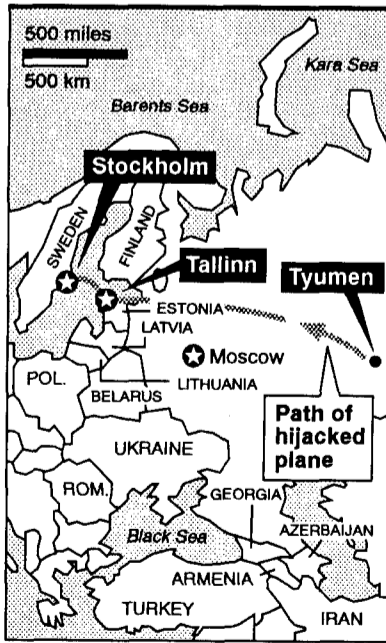 500 miles
500 km
Kara Sea
Barents Sea
Stockholm
SWEDEN
FINLAND
Tallinn
Tyumen
ESTONIA
LATVIA
Moscow
LITHUANIA
POL.
BELARUS
Path of
hijacked
plane
UKRAINE
ROM.
GEORGIA
Black Sea
AZERBAIJAN
ARMENIA
TURKEY
IRAN